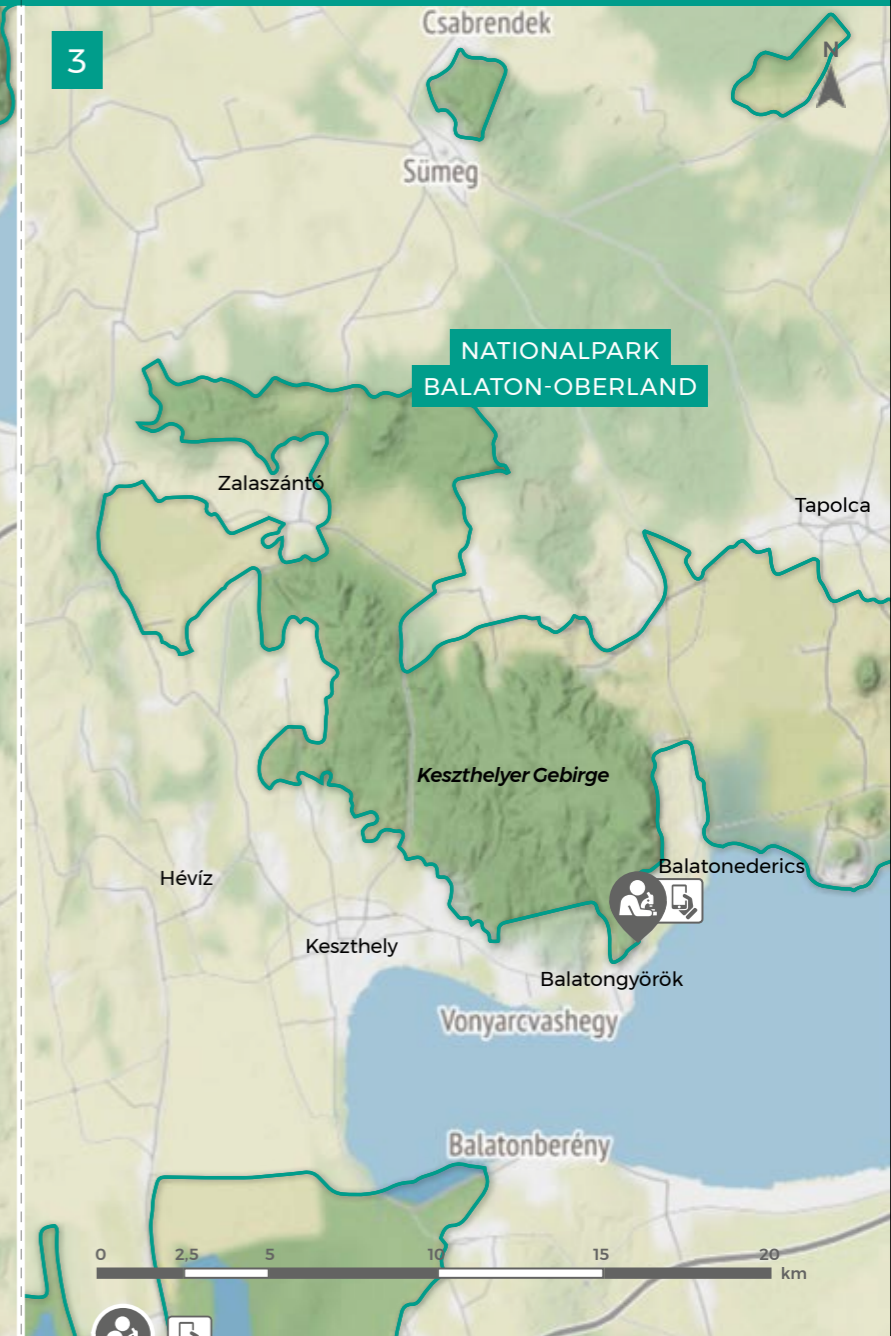 Csabrendek
3
N
Sümeg
NATIONALPARK
BALATON-OBERLAND
Zalaszántó
Tapolca
Keszthelyer Gebirge
Balatonederics
Hévíz
Keszthely
Balatongyörök
Vonyarcvashegy
Balatonberény
0 2,5 5 10 15 20
km